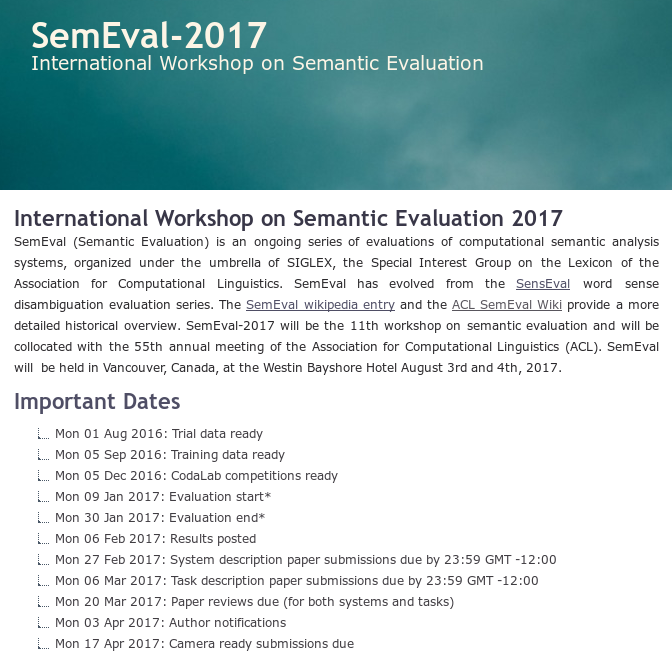 SemEval-2017
International Workshop on Semantic Evaluation
International Workshop on Semantic Evaluation 2017
SemEval (Semantic Evaluation) is an ongoing series of evaluations of computational semantic analysis
systems, organized under the umbrella of SIGLEX, the Special Interest Group on the Lexicon of the
Association for Computational Linguistics. SemEval has evolved from the SensEval word sense
disambiguation evaluation series. The SemEval wikipedia entry and the ACL SemEval Wiki provide a more
detailed historical overview. SemEval-2017 will be the 11th workshop on semantic evaluation and will be
collocated with the 55th annual meeting of the Association for Computational Linguistics (ACL). SemEval
will be held in Vancouver, Canada, at the Westin Bayshore Hotel August 3rd and 4th, 2017.
Important Dates
Mon 01 Aug 2016: Trial data ready
Mon 05 Sep 2016: Training data ready
Mon 05 Dec 2016: CodaLab competitions ready
Mon 09 Jan 2017: Evaluation start*
Mon 30 Jan 2017: Evaluation end*
Mon 06 Feb 2017: Results posted
Mon 27 Feb 2017: System description paper submissions due by 23:59 GMT -12:00
Mon 06 Mar 2017: Task description paper submissions due by 23:59 GMT -12:00
Mon 20 Mar 2017: Paper reviews due (for both systems and tasks)
Mon 03 Apr 2017: Author notifications
Mon 17 Apr 2017: Camera ready submissions due